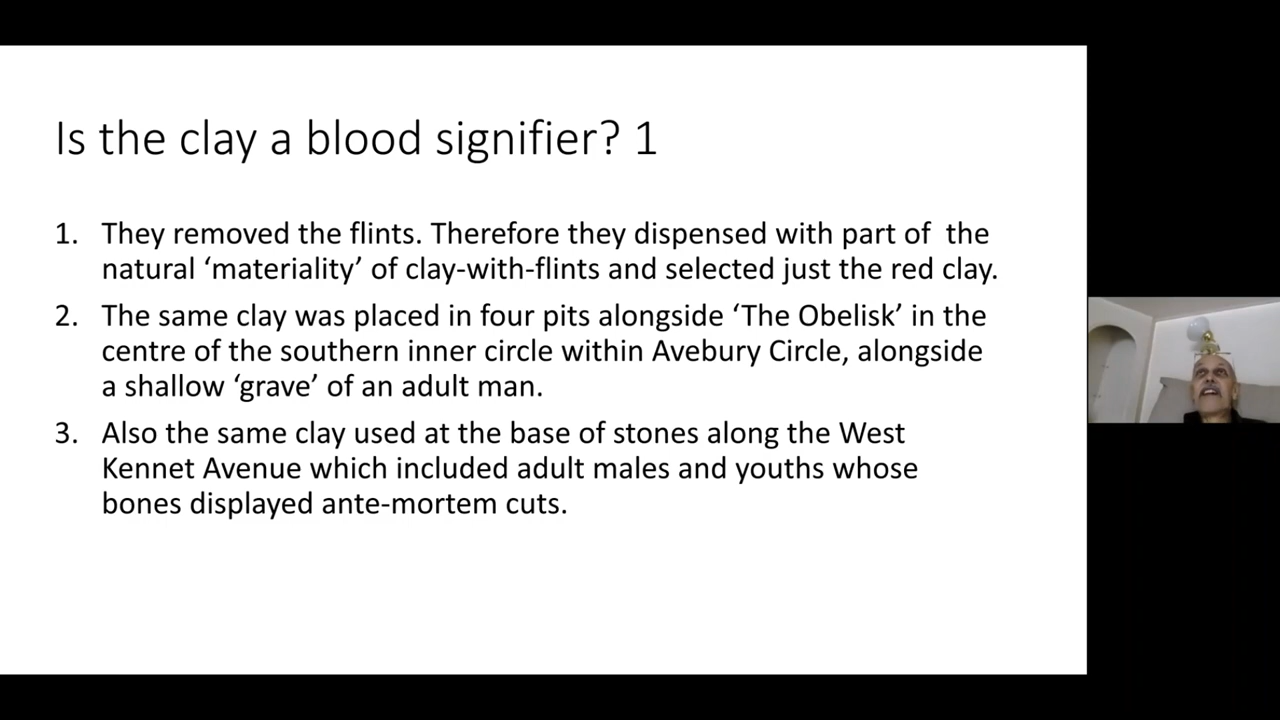 Is the clay a blood signifier? 1
1. They removed the flints. Therefore they dispensed with part of  the
natural ‘materiality’ of clay-with-flints and selected just the red clay.
2. The same clay was placed in four pits alongside ‘The Obelisk’ in the
centre of the southern inner circle within Avebury Circle, alongside
a shallow ‘grave’ of an adult man.
3. Also the same clay used at the base of stones along the West
Kennet Avenue which included adult males and youths whose
bones displayed ante-mortem cuts.